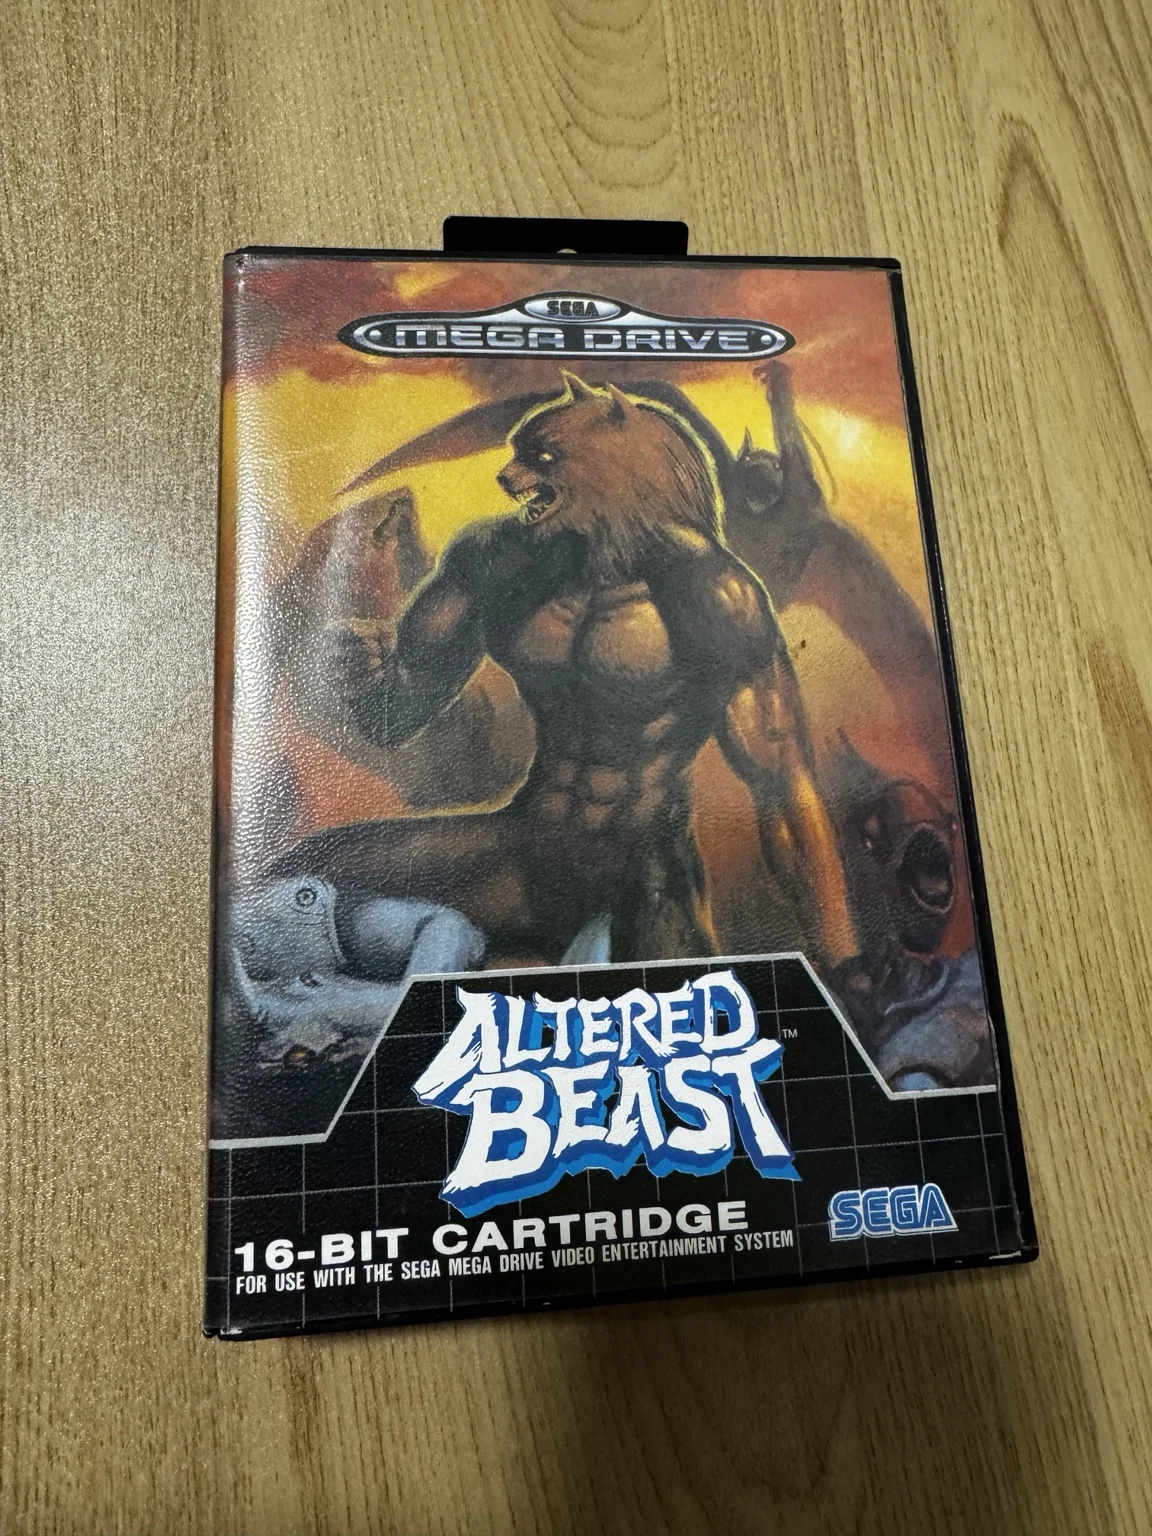 SEGA
MEGA DRIVE
ALTERED
BEAST
TM
16-BIT CARTRIDGE
FOR USE WITH THE SEGA MEGA DRIVE VIDEO ENTERTAINMENT SYSTEM
SEGA